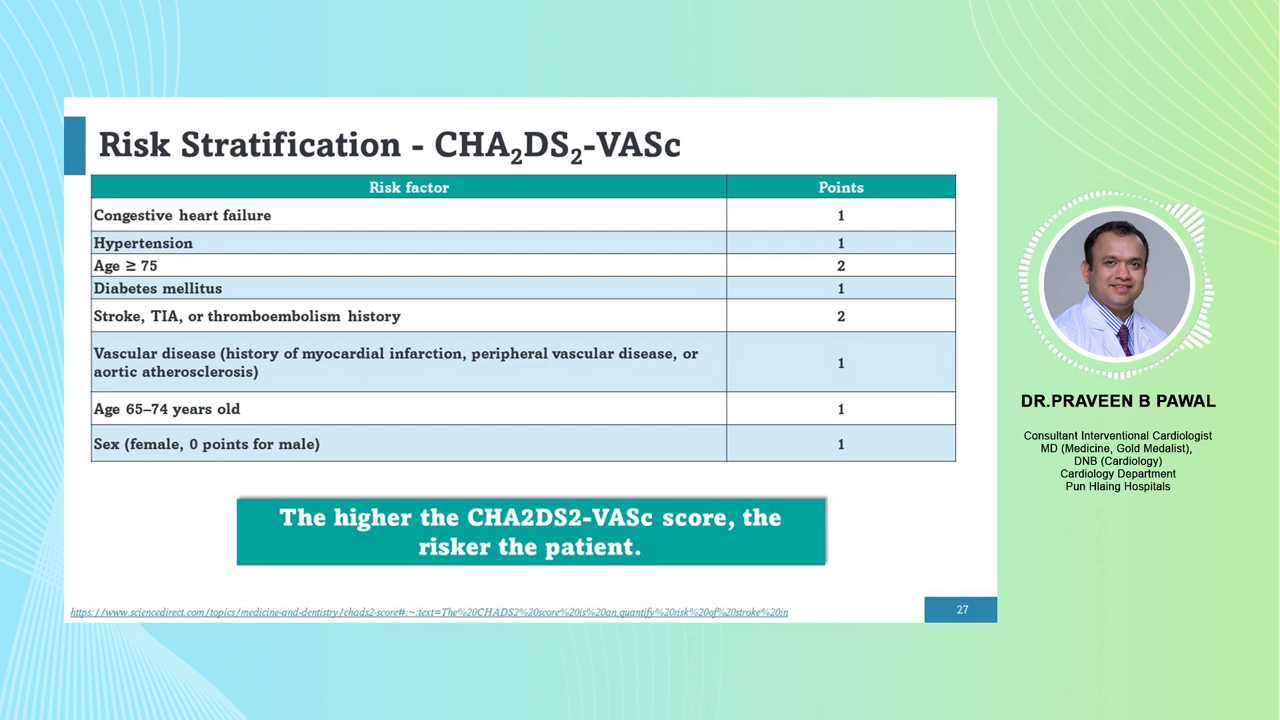 Risk Stratification - CHA₂DS₂-VASc
Risk factor Points
Congestive heart failure 1
Hypertension 1
Age ≥ 75 2
Diabetes mellitus 1
Stroke, TIA, or thromboembolism history 2
Vascular disease (history of myocardial infarction, peripheral vascular disease, or
aortic atherosclerosis) 1
Age 65–74 years old 1
Sex (female, 0 points for male) 1
The higher the CHA2DS2-VASc score, the
risker the patient.
https://www.sciencedirect.com/topics/medicine-and-dentistry/chads2-score#:~:text=The%20CHADS2%20score%20is%20an,quantify%20risk%20of%20stroke%20in
27
DR.PRAVEEN B PAWAL
Consultant Interventional Cardiologist
MD (Medicine, Gold Medalist),
DNB (Cardiology)
Cardiology Department
Pun Hlaing Hospitals